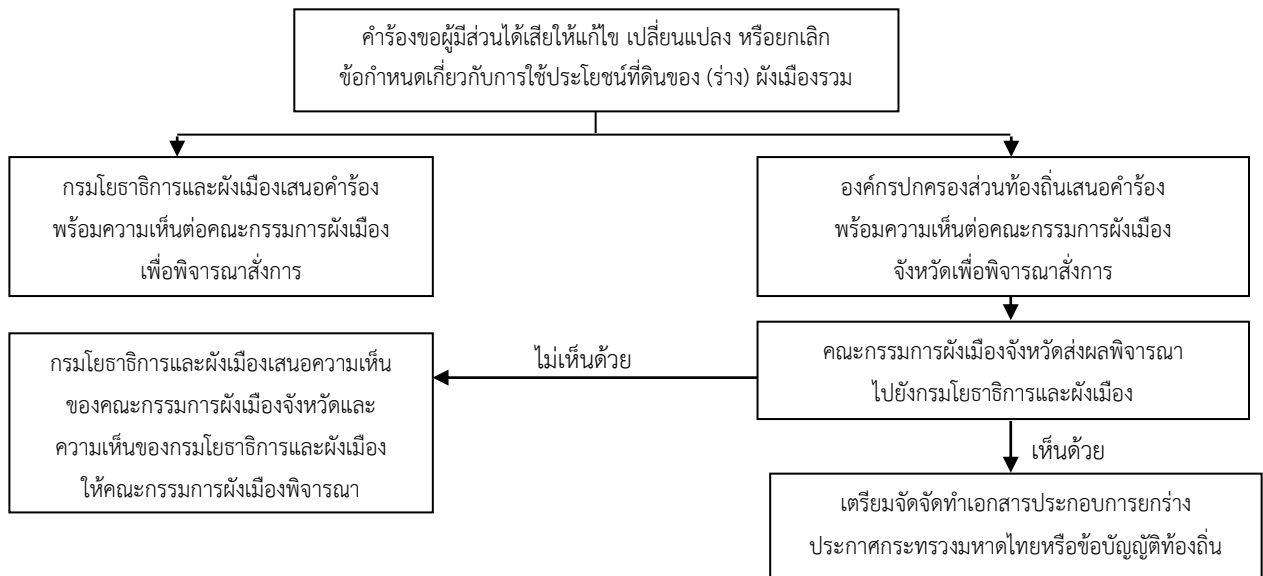 คำร้องขอผู้มีส่วนได้เสียให้แก้ไข เปลี่ยนแปลง หรือยกเลิก
ข้อกำหนดเกี่ยวกับการใช้ประโยชน์ที่ดินของ (ร่าง) ผังเมืองรวม
กรมโยธาธิการและผังเมืองเสนอคำร้อง
พร้อมความเห็นต่อคณะกรรมการผังเมือง
เพื่อพิจารณาสั่งการ
องค์กรปกครองส่วนท้องถิ่นเสนอคำร้อง
พร้อมความเห็นต่อคณะกรรมการผังเมือง
จังหวัดเพื่อพิจารณาสั่งการ
กรมโยธาธิการและผังเมืองเสนอความเห็น
ของคณะกรรมการผังเมืองจังหวัดและ
ความเห็นของกรมโยธาธิการและผังเมือง
ให้คณะกรรมการผังเมืองพิจารณา
ไม่เห็นด้วย
คณะกรรมการผังเมืองจังหวัดส่งผลพิจารณา
ไปยังกรมโยธาธิการและผังเมือง
เห็นด้วย
เตรียมจัดจัดทำเอกสารประกอบการยกร่าง
ประกาศกระทรวงมหาดไทยหรือข้อบัญญัติท้องถิ่น